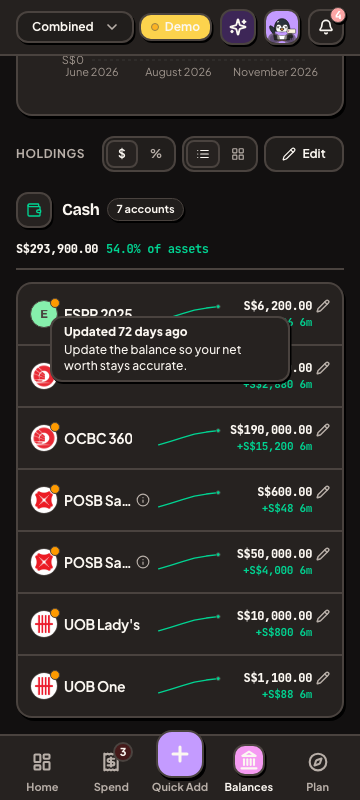 Combined
Demo
4
S$0
June 2026
August 2026
November 2026
HOLDINGS
$
%
Edit
Cash
7 accounts
S$293,900.00 54.0% of assets
E
ESPP 2025
S$6,200.00
6 6m
Updated 72 days ago
Update the balance so your net
worth stays accurate.
.00
+S$2,880 6m
OCBC 360
S$190,000.00
+S$15,200 6m
POSB Sa...
S$600.00
+S$48 6m
POSB Sa...
S$50,000.00
+S$4,000 6m
UOB Lady's
S$10,000.00
+S$800 6m
UOB One
S$1,100.00
+S$88 6m
3
Home
Spend
Quick Add
Balances
Plan